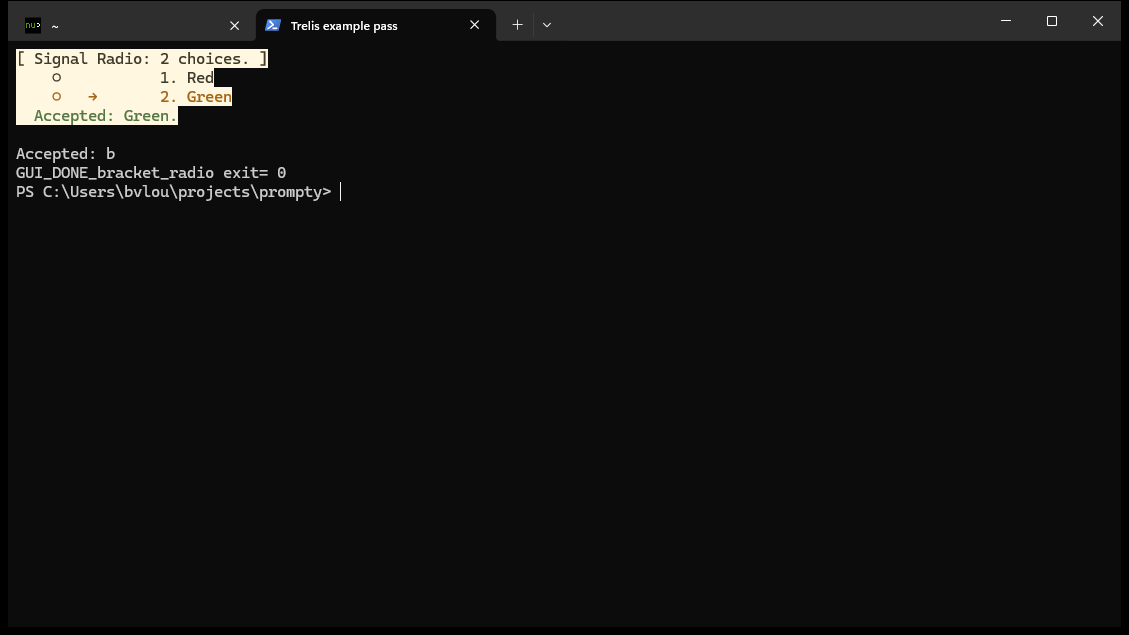 nu> ~
Trelis example pass
[ Signal Radio: 2 choices. ]
○ 1. Red
○ → 2. Green
Accepted: Green.
Accepted: b
GUI_DONE_bracket_radio exit= 0
PS C:\Users\bvlou\projects\prompty>